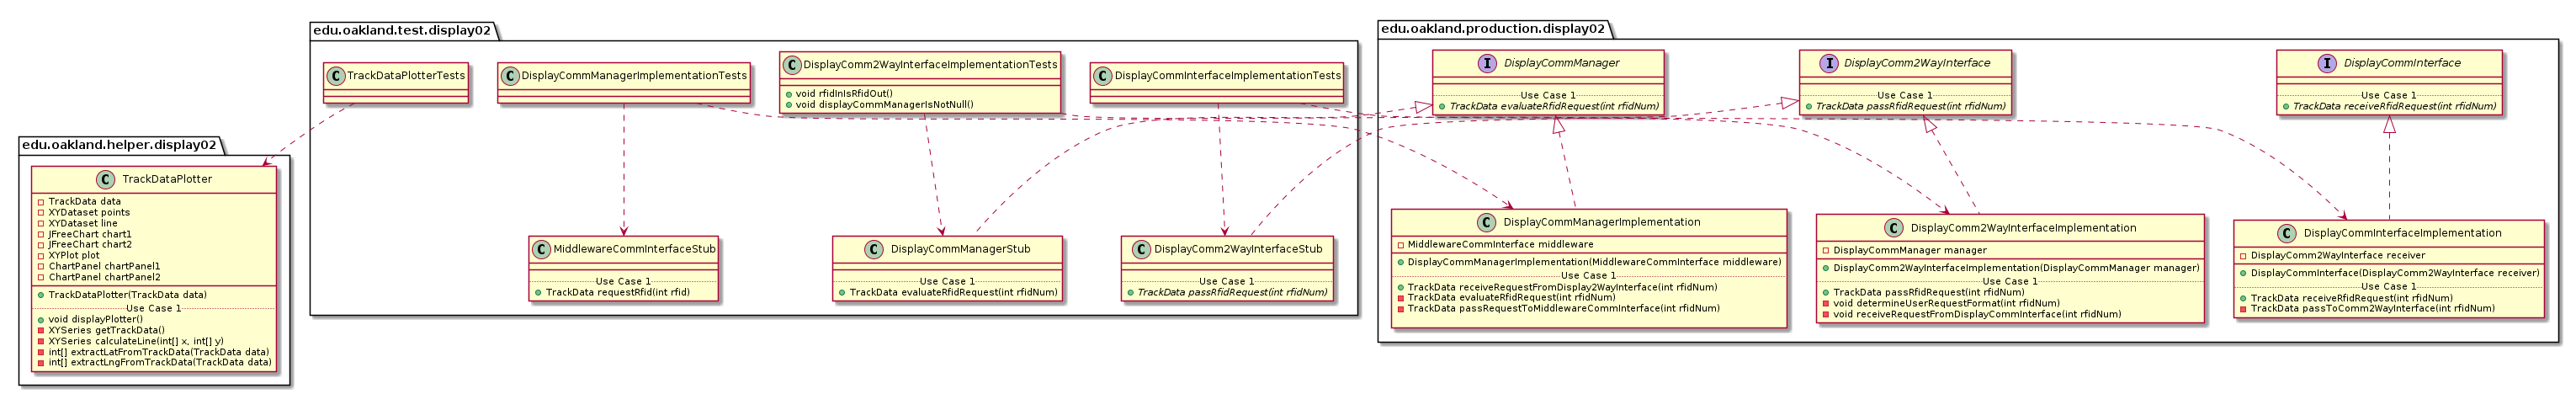 edu.oakland.test.display02
TrackDataPlotterTests
DisplayCommManagerImplementationTests
DisplayComm2WayInterfaceImplementationTests
void rfidInIsRfidOut()
void displayCommManagerIsNotNull()
DisplayCommInterfaceImplementationTests
MiddlewareCommInterfaceStub
Use Case 1
TrackData requestRfid(int rfid)
DisplayCommManagerStub
Use Case 1
TrackData evaluateRfidRequest(int rfidNum)
DisplayComm2WayInterfaceStub
Use Case 1
TrackData passRfidRequest(int rfidNum)
edu.oakland.production.display02
DisplayCommManager
Use Case 1
TrackData evaluateRfidRequest(int rfidNum)
DisplayComm2WayInterface
Use Case 1
TrackData passRfidRequest(int rfidNum)
DisplayCommInterface
Use Case 1
TrackData receiveRfidRequest(int rfidNum)
DisplayCommManagerImplementation
MiddlewareCommInterface middleware
DisplayCommManagerImplementation(MiddlewareCommInterface middleware)
Use Case 1
TrackData receiveRequestFromDisplay2WayInterface(int rfidNum)
TrackData evaluateRfidRequest(int rfidNum)
TrackData passRequestToMiddlewareCommInterface(int rfidNum)
DisplayComm2WayInterfaceImplementation
DisplayCommManager manager
DisplayComm2WayInterfaceImplementation(DisplayCommManager manager)
Use Case 1
TrackData passRfidRequest(int rfidNum)
void determineUserRequestFormat(int rfidNum)
void receiveRequestFromDisplayCommInterface(int rfidNum)
DisplayCommInterfaceImplementation
DisplayComm2WayInterface receiver
DisplayCommInterface(DisplayComm2WayInterface receiver)
Use Case 1
TrackData receiveRfidRequest(int rfidNum)
TrackData passToComm2WayInterface(int rfidNum)
edu.oakland.helper.display02
TrackDataPlotter
TrackData data
XYDataset points
XYDataset line
JFreeChart chart1
JFreeChart chart2
XYPlot plot
ChartPanel chartPanel1
ChartPanel chartPanel2
TrackDataPlotter(TrackData data)
Use Case 1
void displayPlotter()
XYSeries getTrackData()
XYSeries calculateLine(int[] x, int[] y)
int[] extractLatFromTrackData(TrackData data)
int[] extractLngFromTrackData(TrackData data)